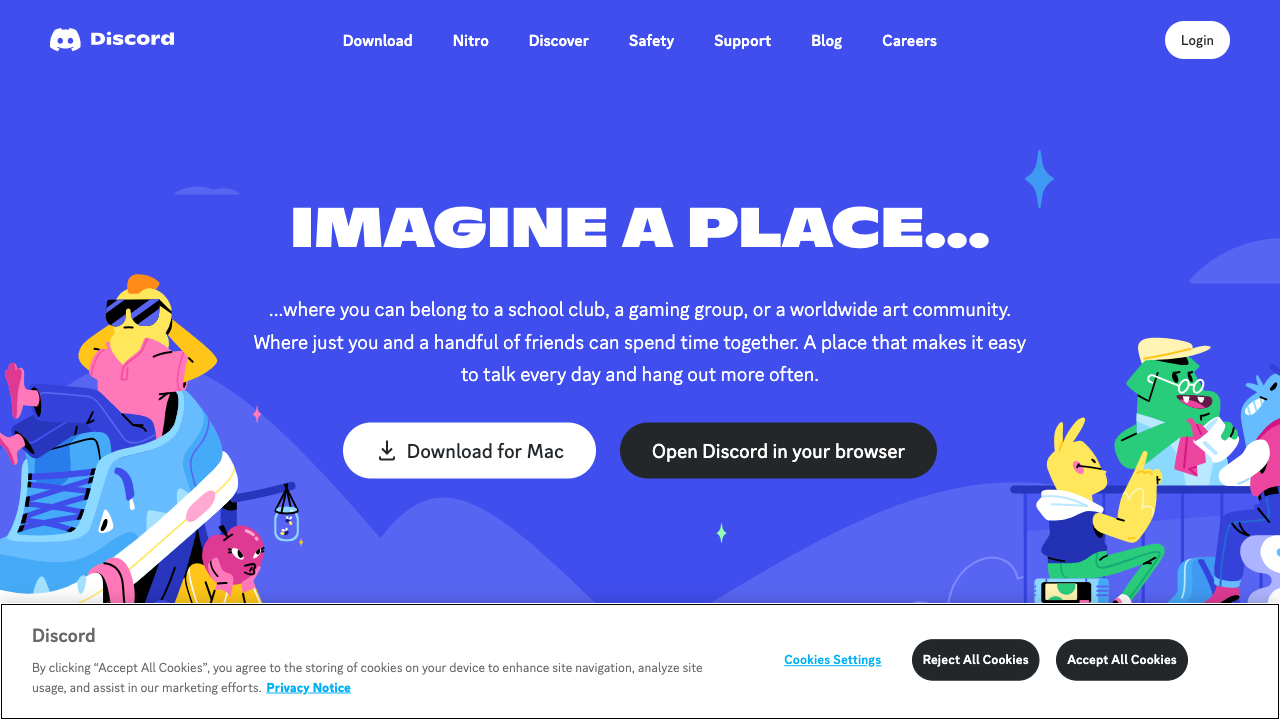 Discord
Download
Nitro
Discover
Safety
Support
Blog
Careers
Login
IMAGINE A PLACE...
...where you can belong to a school club, a gaming group, or a worldwide art community.
Where just you and a handful of friends can spend time together. A place that makes it easy
to talk every day and hang out more often.
Download for Mac
Open Discord in your browser
Discord
By clicking “Accept All Cookies”, you agree to the storing of cookies on your device to enhance site navigation, analyze site
usage, and assist in our marketing efforts. Privacy Notice
Cookies Settings
Reject All Cookies
Accept All Cookies